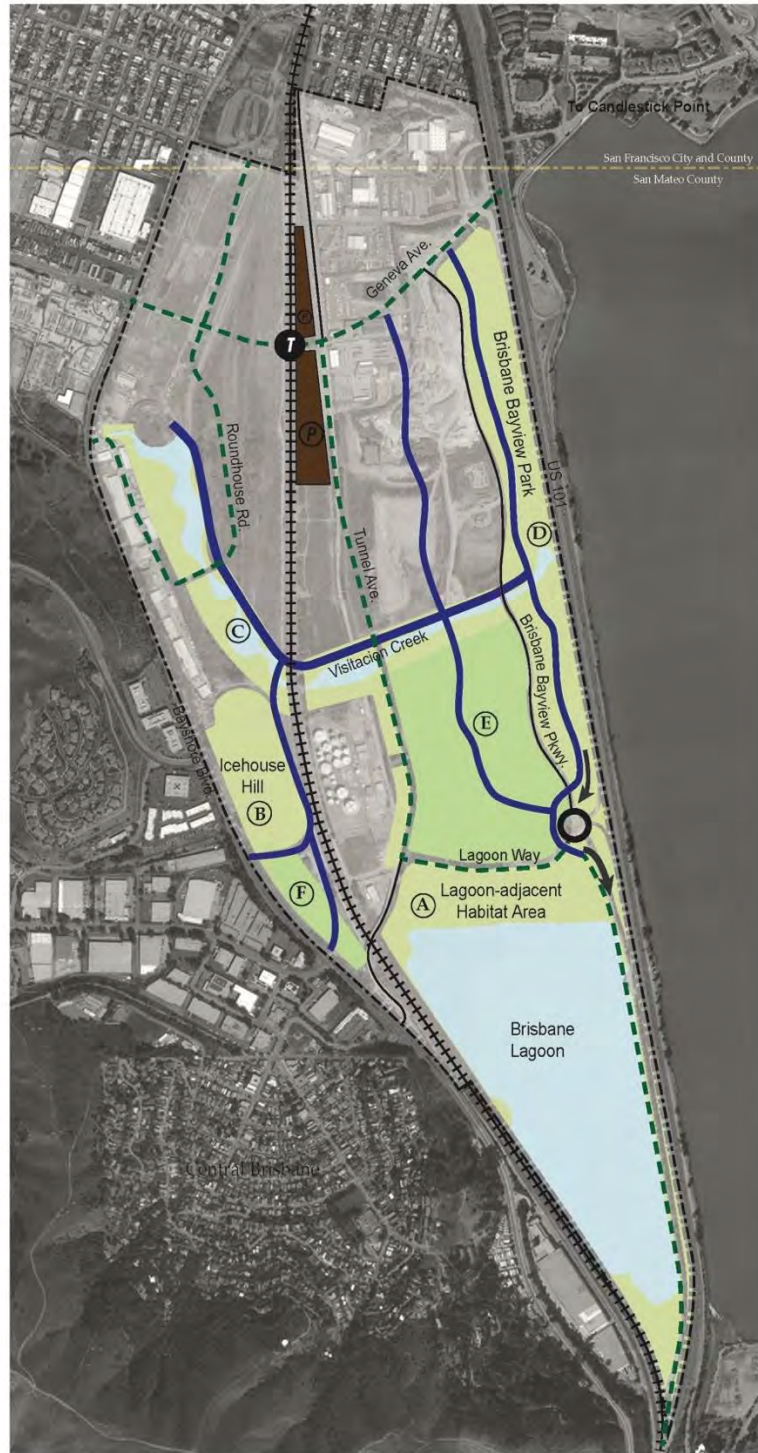 To Candlestick Point
San Francisco City and County
San Mateo County
Geneva Ave.
P
T
Brisbane Bayview Park
Roundhouse Rd.
P
US 101
D
Tunnel Ave.
C
Visitacion Creek
Brisbane Bayview Pkwy.
E
Bayshore Blvd
Icehouse
Hill
B
Lagoon Way
F
A
Lagoon-adjacent
Habitat Area
Brisbane
Lagoon
Central Brisbane